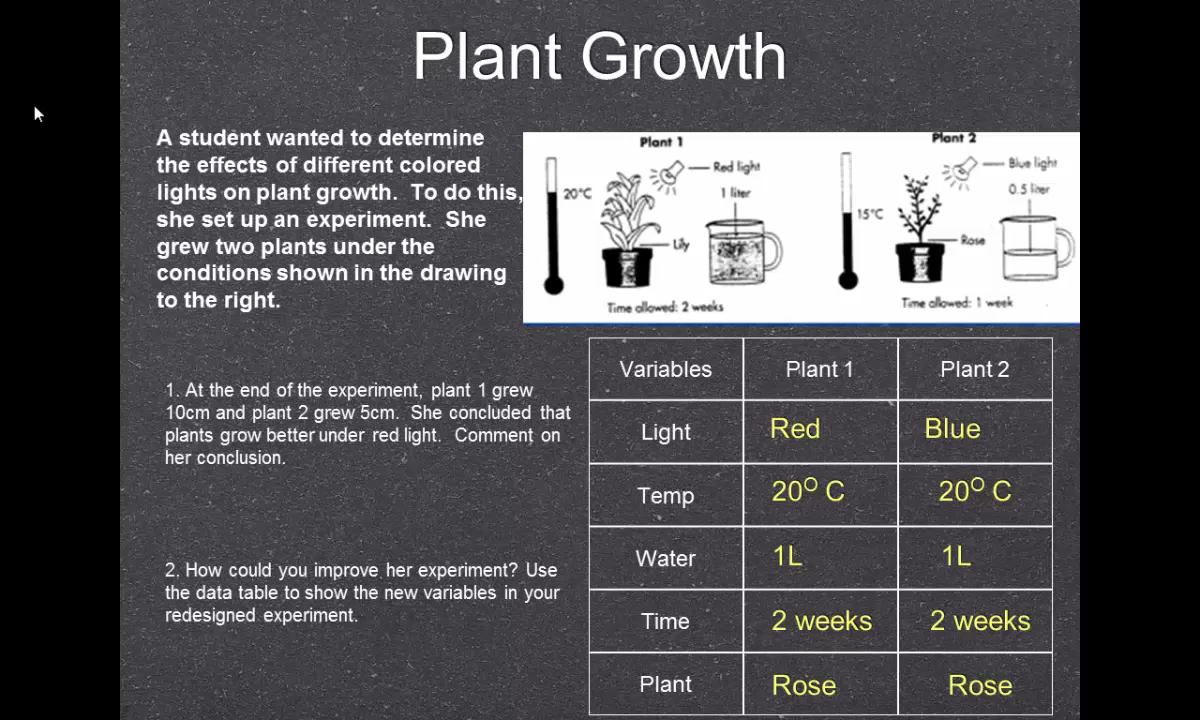 Plant Growth
A student wanted to determine
the effects of different colored
lights on plant growth. To do this,
she set up an experiment. She
grew two plants under the
conditions shown in the drawing
to the right.
Plant 1
Red light
20°C
1 liter
Lily
Time allowed: 2 weeks
Plant 2
Blue light
0.5 liter
15°C
Rose
Time allowed: 1 week
1. At the end of the experiment, plant 1 grew
10cm and plant 2 grew 5cm. She concluded that
plants grow better under red light. Comment on
her conclusion.
2. How could you improve her experiment? Use
the data table to show the new variables in your
redesigned experiment.
Variables Plant 1 Plant 2
Light Red Blue
Temp 20⁰ C 20⁰ C
Water 1L 1L
Time 2 weeks 2 weeks
Plant Rose Rose